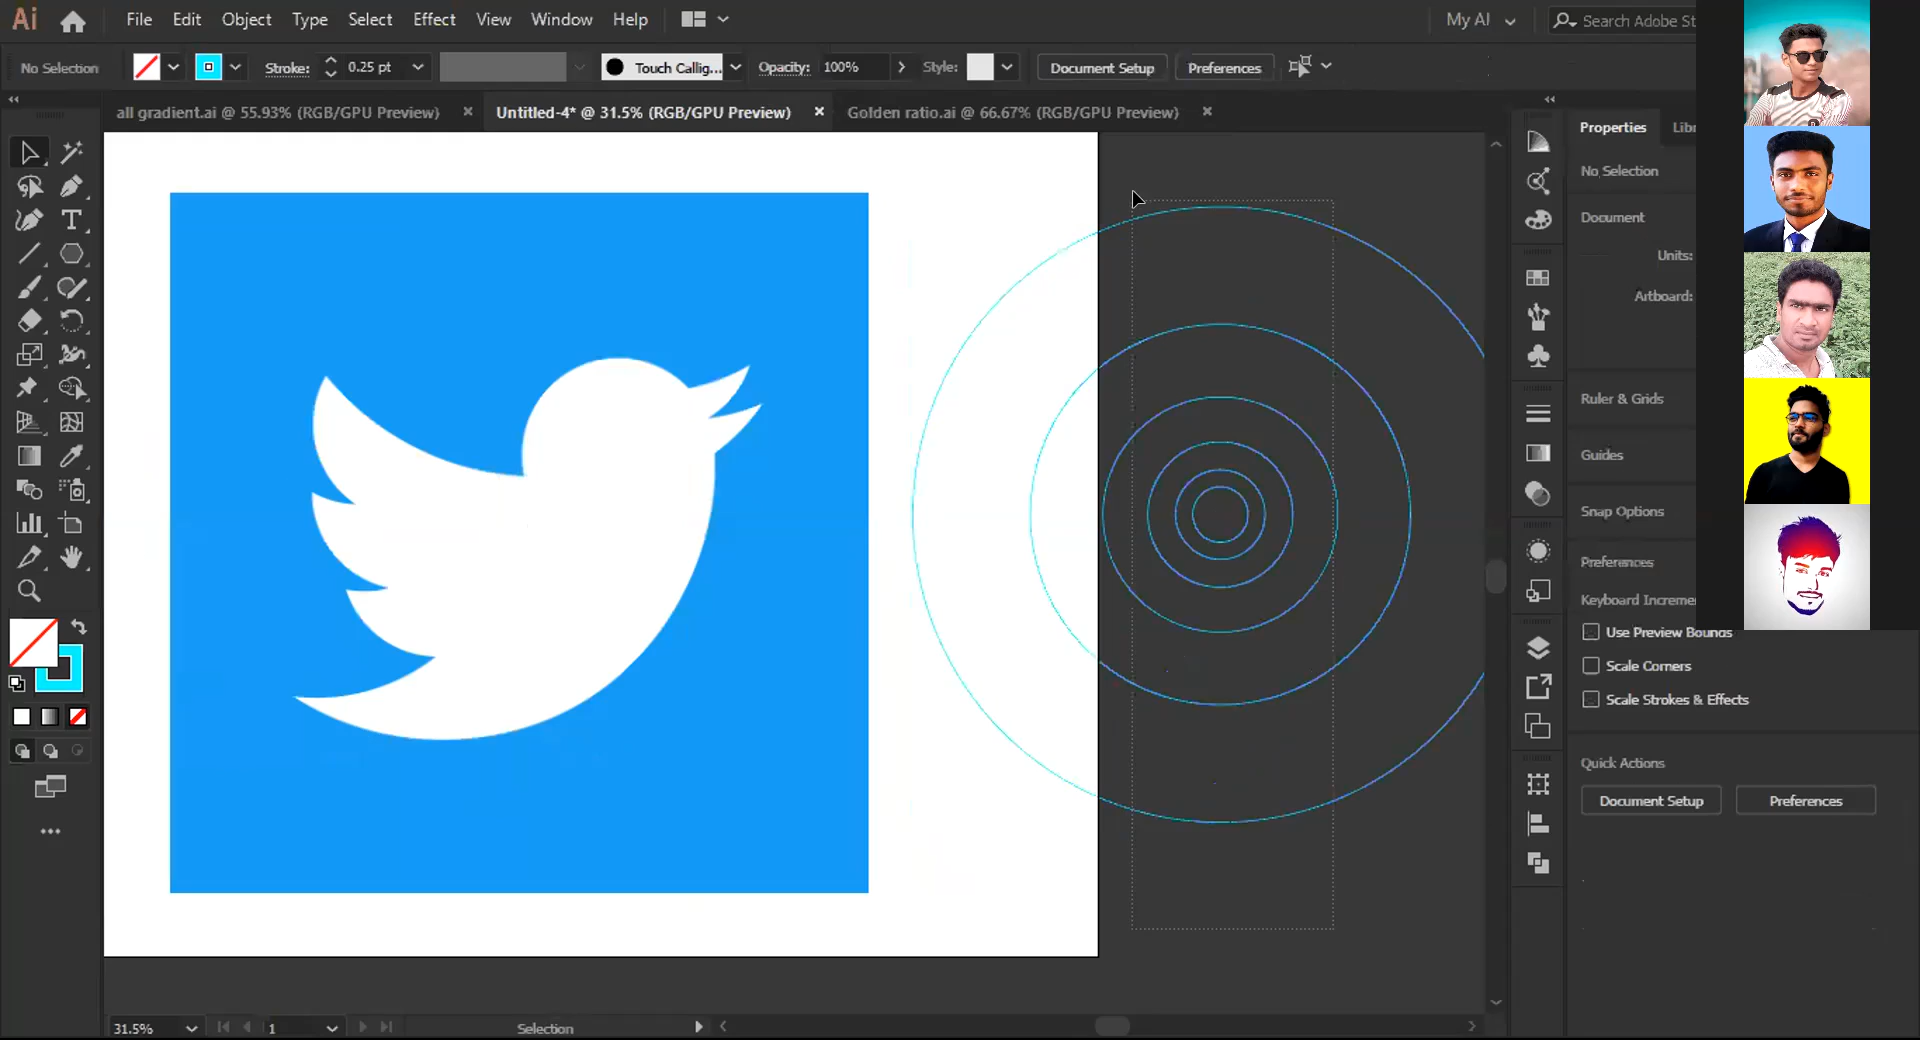 Ai File Edit Object Type Select Effect View Window Help My AI Search Adobe St
No Selection Stroke: 0.25 pt Touch Callig... Opacity: 100% Style: Document Setup Preferences
all gradient.ai @ 55.93% (RGB/GPU Preview) × Untitled-4* @ 31.5% (RGB/GPU Preview) × Golden ratio.ai @ 66.67% (RGB/GPU Preview) ×
Properties Libr
No Selection
Document
Units:
Artboard:
Ruler & Grids
Guides
Snap Options
Preferences
Keyboard Increme
Use Preview Bounds
Scale Corners
Scale Strokes & Effects
Quick Actions
Document Setup Preferences
31.5% 1 Selection